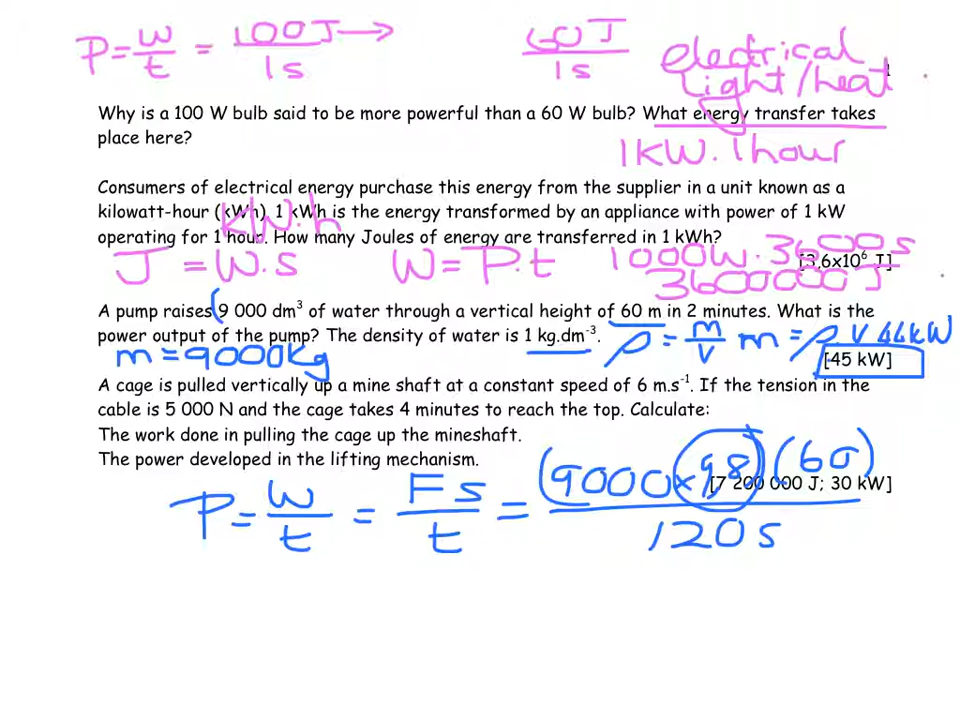 P = W/t = 100J/1s → 60J/1s electrical
light/heat
Why is a 100 W bulb said to be more powerful than a 60 W bulb? What energy transfer takes
place here?
1kW. 1hour
Consumers of electrical energy purchase this energy from the supplier in a unit known as a
kilowatt-hour (kWh). 1 kWh is the energy transformed by an appliance with power of 1 kW
kW.h
operating for 1 hour. How many Joules of energy are transferred in 1 kWh?
J = W.s W = P.t 1000W . 3600s
[3,6x10⁶ J]
3600000J
A pump raises 9 000 dm³ of water through a vertical height of 60 m in 2 minutes. What is the
power output of the pump? The density of water is 1 kg.dm⁻³.
ρ = m/v m = ρv 44kW
m = 9000kg
[45 kW]
A cage is pulled vertically up a mine shaft at a constant speed of 6 m.s⁻¹. If the tension in the
cable is 5 000 N and the cage takes 4 minutes to reach the top. Calculate:
The work done in pulling the cage up the mineshaft.
The power developed in the lifting mechanism.
[7 200 000 J; 30 kW]
P = W/t = Fs/t = (9000 × 9,8)(60)/120s